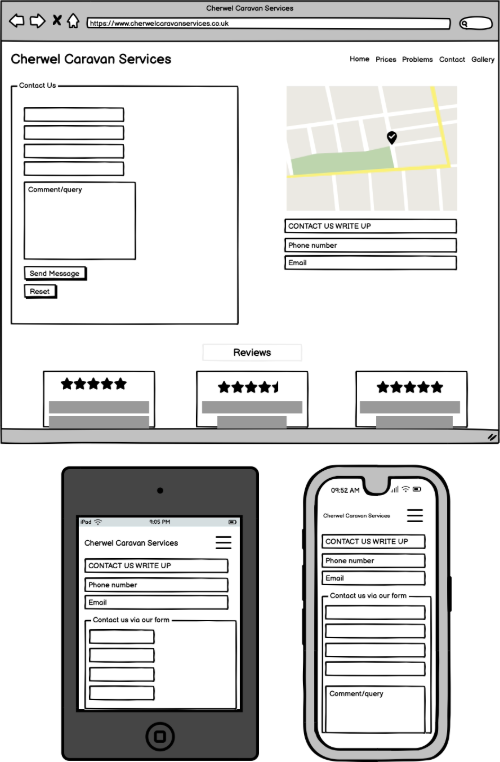 Cherwel Caravan Services
https://www.cherwelcaravanservices.co.uk
Cherwel Caravan Services
Home Prices Problems Contact Gallery
Contact Us
Comment/query
Send Message
Reset
CONTACT US WRITE UP
Phone number
Email
Reviews
iPad 9:05 PM
Cherwel Caravan Services
CONTACT US WRITE UP
Phone number
Email
Contact us via our form
09:52 AM
Cherwel Caravan Services
CONTACT US WRITE UP
Phone number
Email
Contact us via our form
Comment/query